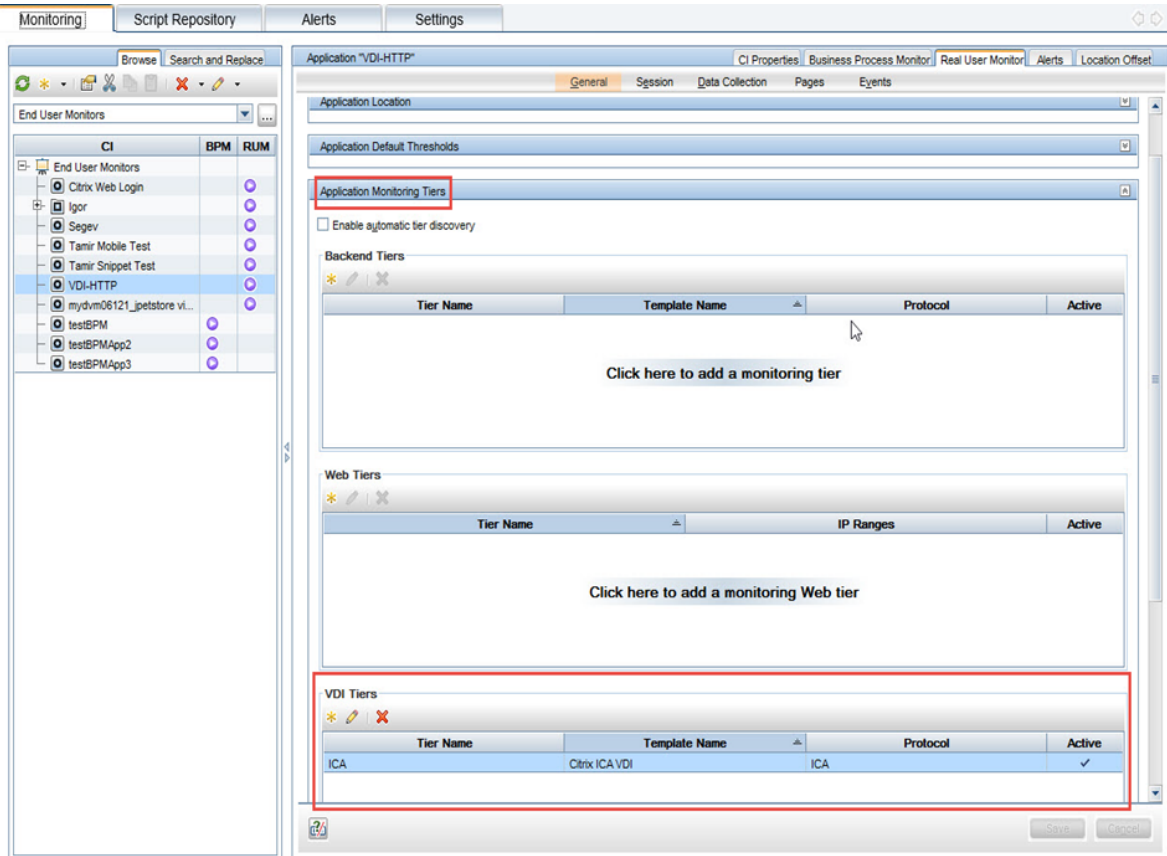 Monitoring Script Repository Alerts Settings
Browse Search and Replace
End User Monitors
...
CI BPM RUM
End User Monitors
Citrix Web Login
Igor
Segev
Tamir Mobile Test
Tamir Snippet Test
VDI-HTTP
mydvm06121_jpetstore vi...
testBPM
testBPMApp2
testBPMApp3
Application "VDI-HTTP" CI Properties Business Process Monitor Real User Monitor Alerts Location Offset
General Session Data Collection Pages Events
Application Location
Application Default Thresholds
Application Monitoring Tiers
Enable automatic tier discovery
Backend Tiers
Tier Name Template Name Protocol Active
Click here to add a monitoring tier
Web Tiers
Tier Name IP Ranges Active
Click here to add a monitoring Web tier
VDI Tiers
Tier Name Template Name Protocol Active
ICA Citrix ICA VDI ICA
Save Cancel